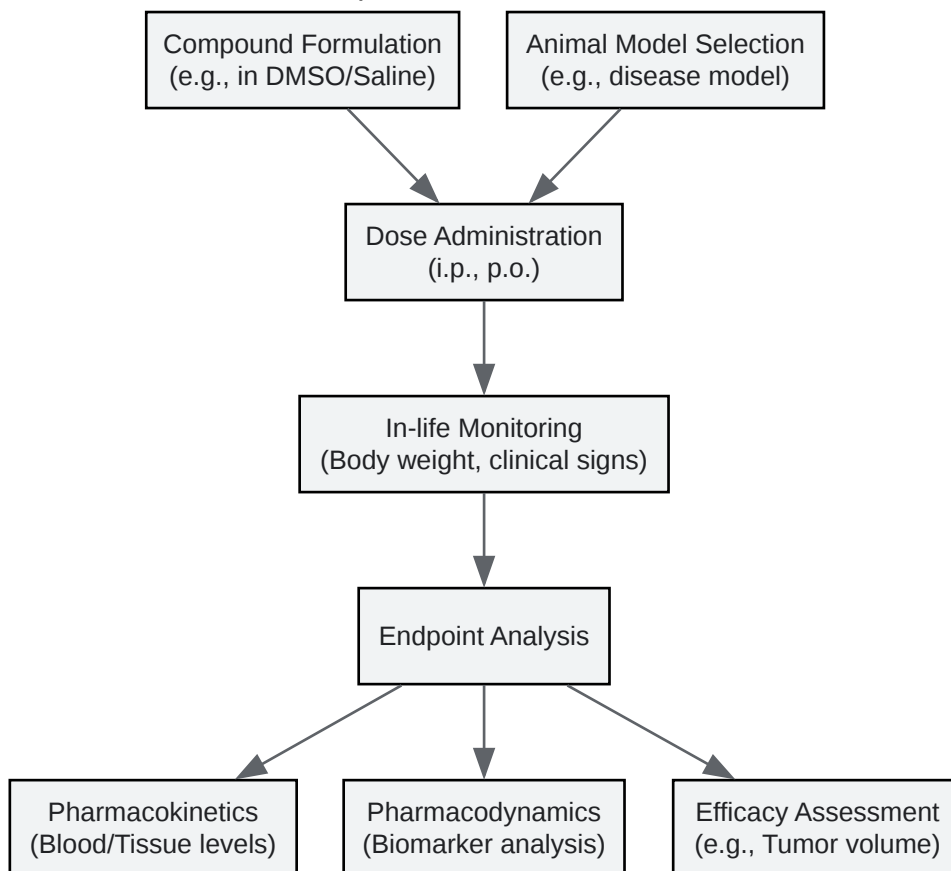 Compound Formulation
(e.g., in DMSO/Saline)
Animal Model Selection
(e.g., disease model)
Dose Administration
(i.p., p.o.)
In-life Monitoring
(Body weight, clinical signs)
Endpoint Analysis
Pharmacokinetics
(Blood/Tissue levels)
Pharmacodynamics
(Biomarker analysis)
Efficacy Assessment
(e.g., Tumor volume)